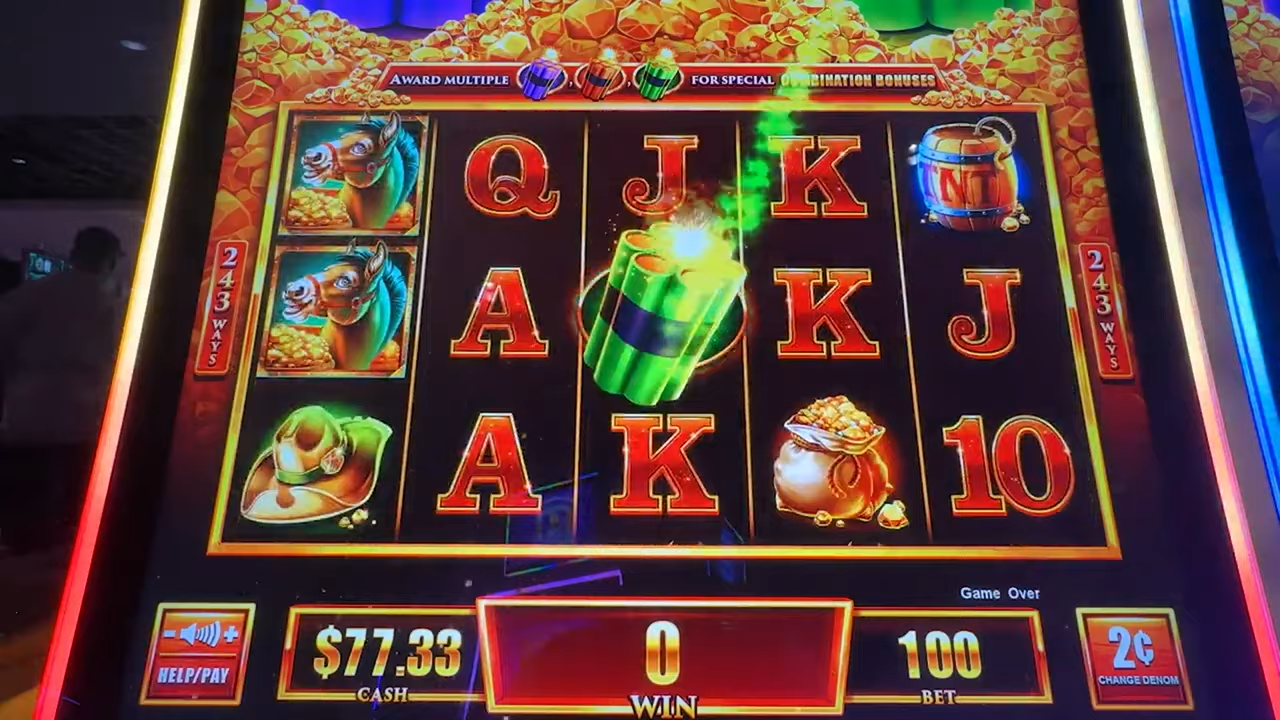 AWARD MULTIPLE , , FOR SPECIAL COMBINATION BONUSES
Q J K TNT
243 WAYS
A K J
243 WAYS
A K 10
Game Over
- +
HELP/PAY
$77.33
CASH
0
WIN
100
BET
2¢
CHANGE DENOM